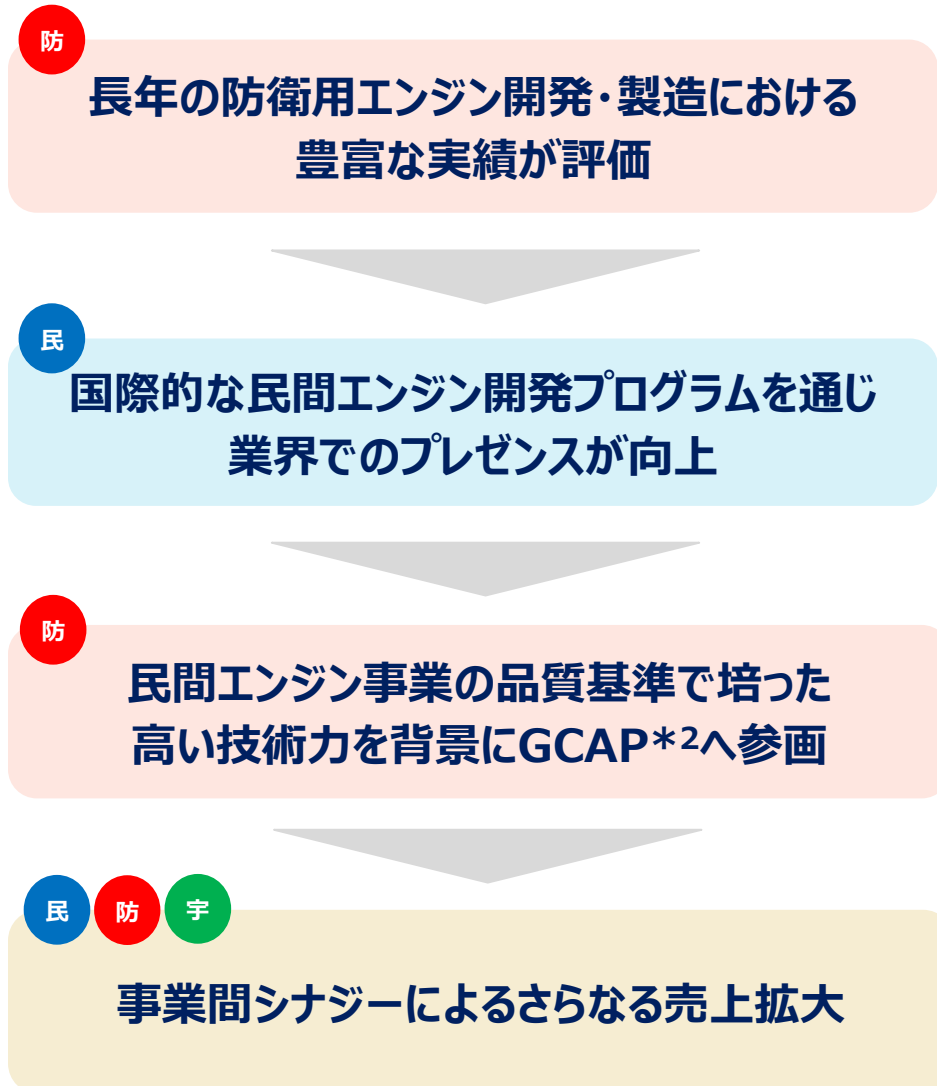 防
長年の防衛用エンジン開発･製造における
豊富な実績が評価
民
国際的な民間エンジン開発プログラムを通じ
業界でのプレゼンスが向上
防
民間エンジン事業の品質基準で培った
高い技術力を背景にGCAP*2へ参画
民 防 宇
事業間シナジーによるさらなる売上拡大